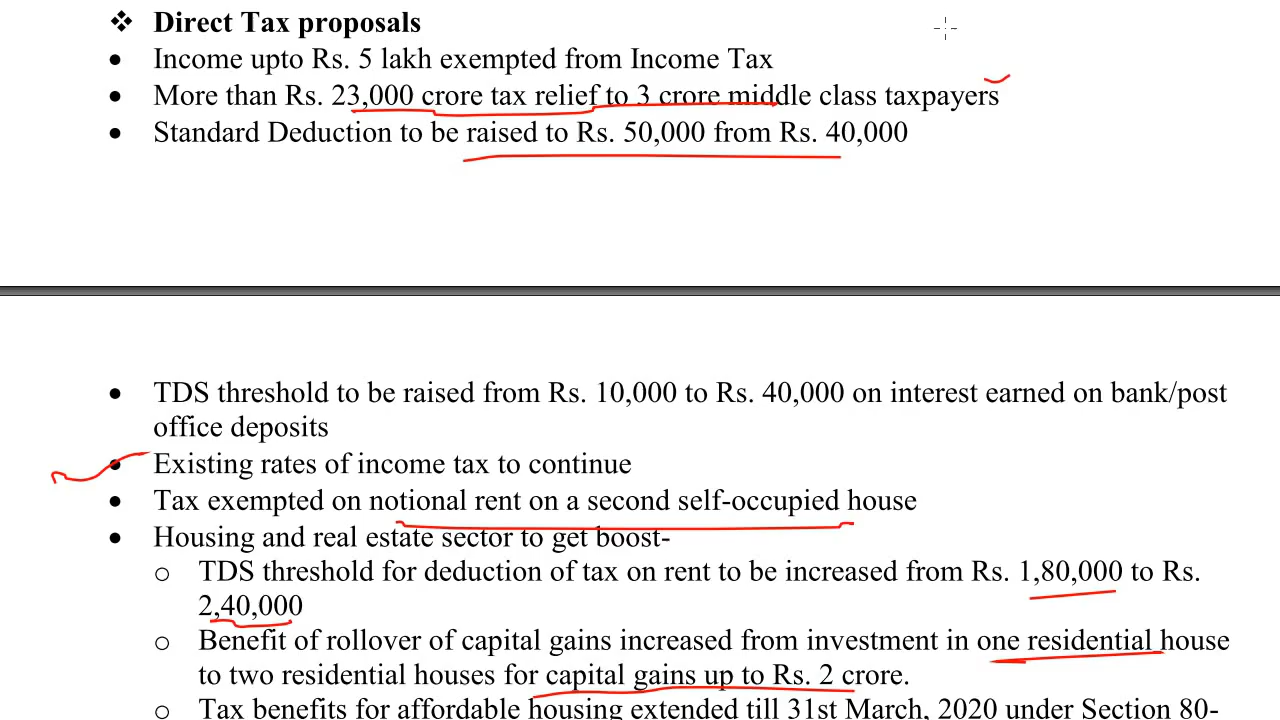 ❖ Direct Tax proposals
• Income upto Rs. 5 lakh exempted from Income Tax
• More than Rs. 23,000 crore tax relief to 3 crore middle class taxpayers
• Standard Deduction to be raised to Rs. 50,000 from Rs. 40,000
• TDS threshold to be raised from Rs. 10,000 to Rs. 40,000 on interest earned on bank/post
office deposits
• Existing rates of income tax to continue
• Tax exempted on notional rent on a second self-occupied house
• Housing and real estate sector to get boost-
o TDS threshold for deduction of tax on rent to be increased from Rs. 1,80,000 to Rs.
2,40,000
o Benefit of rollover of capital gains increased from investment in one residential house
to two residential houses for capital gains up to Rs. 2 crore.
o Tax benefits for affordable housing extended till 31st March, 2020 under Section 80-